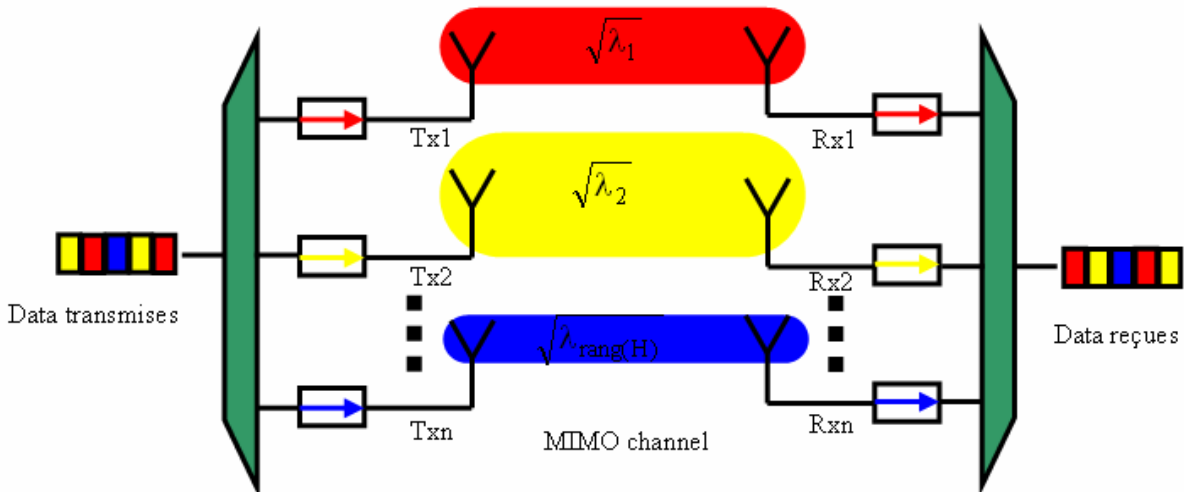 √λ₁
Tx1
Rx1
√λ₂
Tx2
Rx2
Data transmises
Data reçues
√λrang(H)
Txn
Rxn
MIMO channel